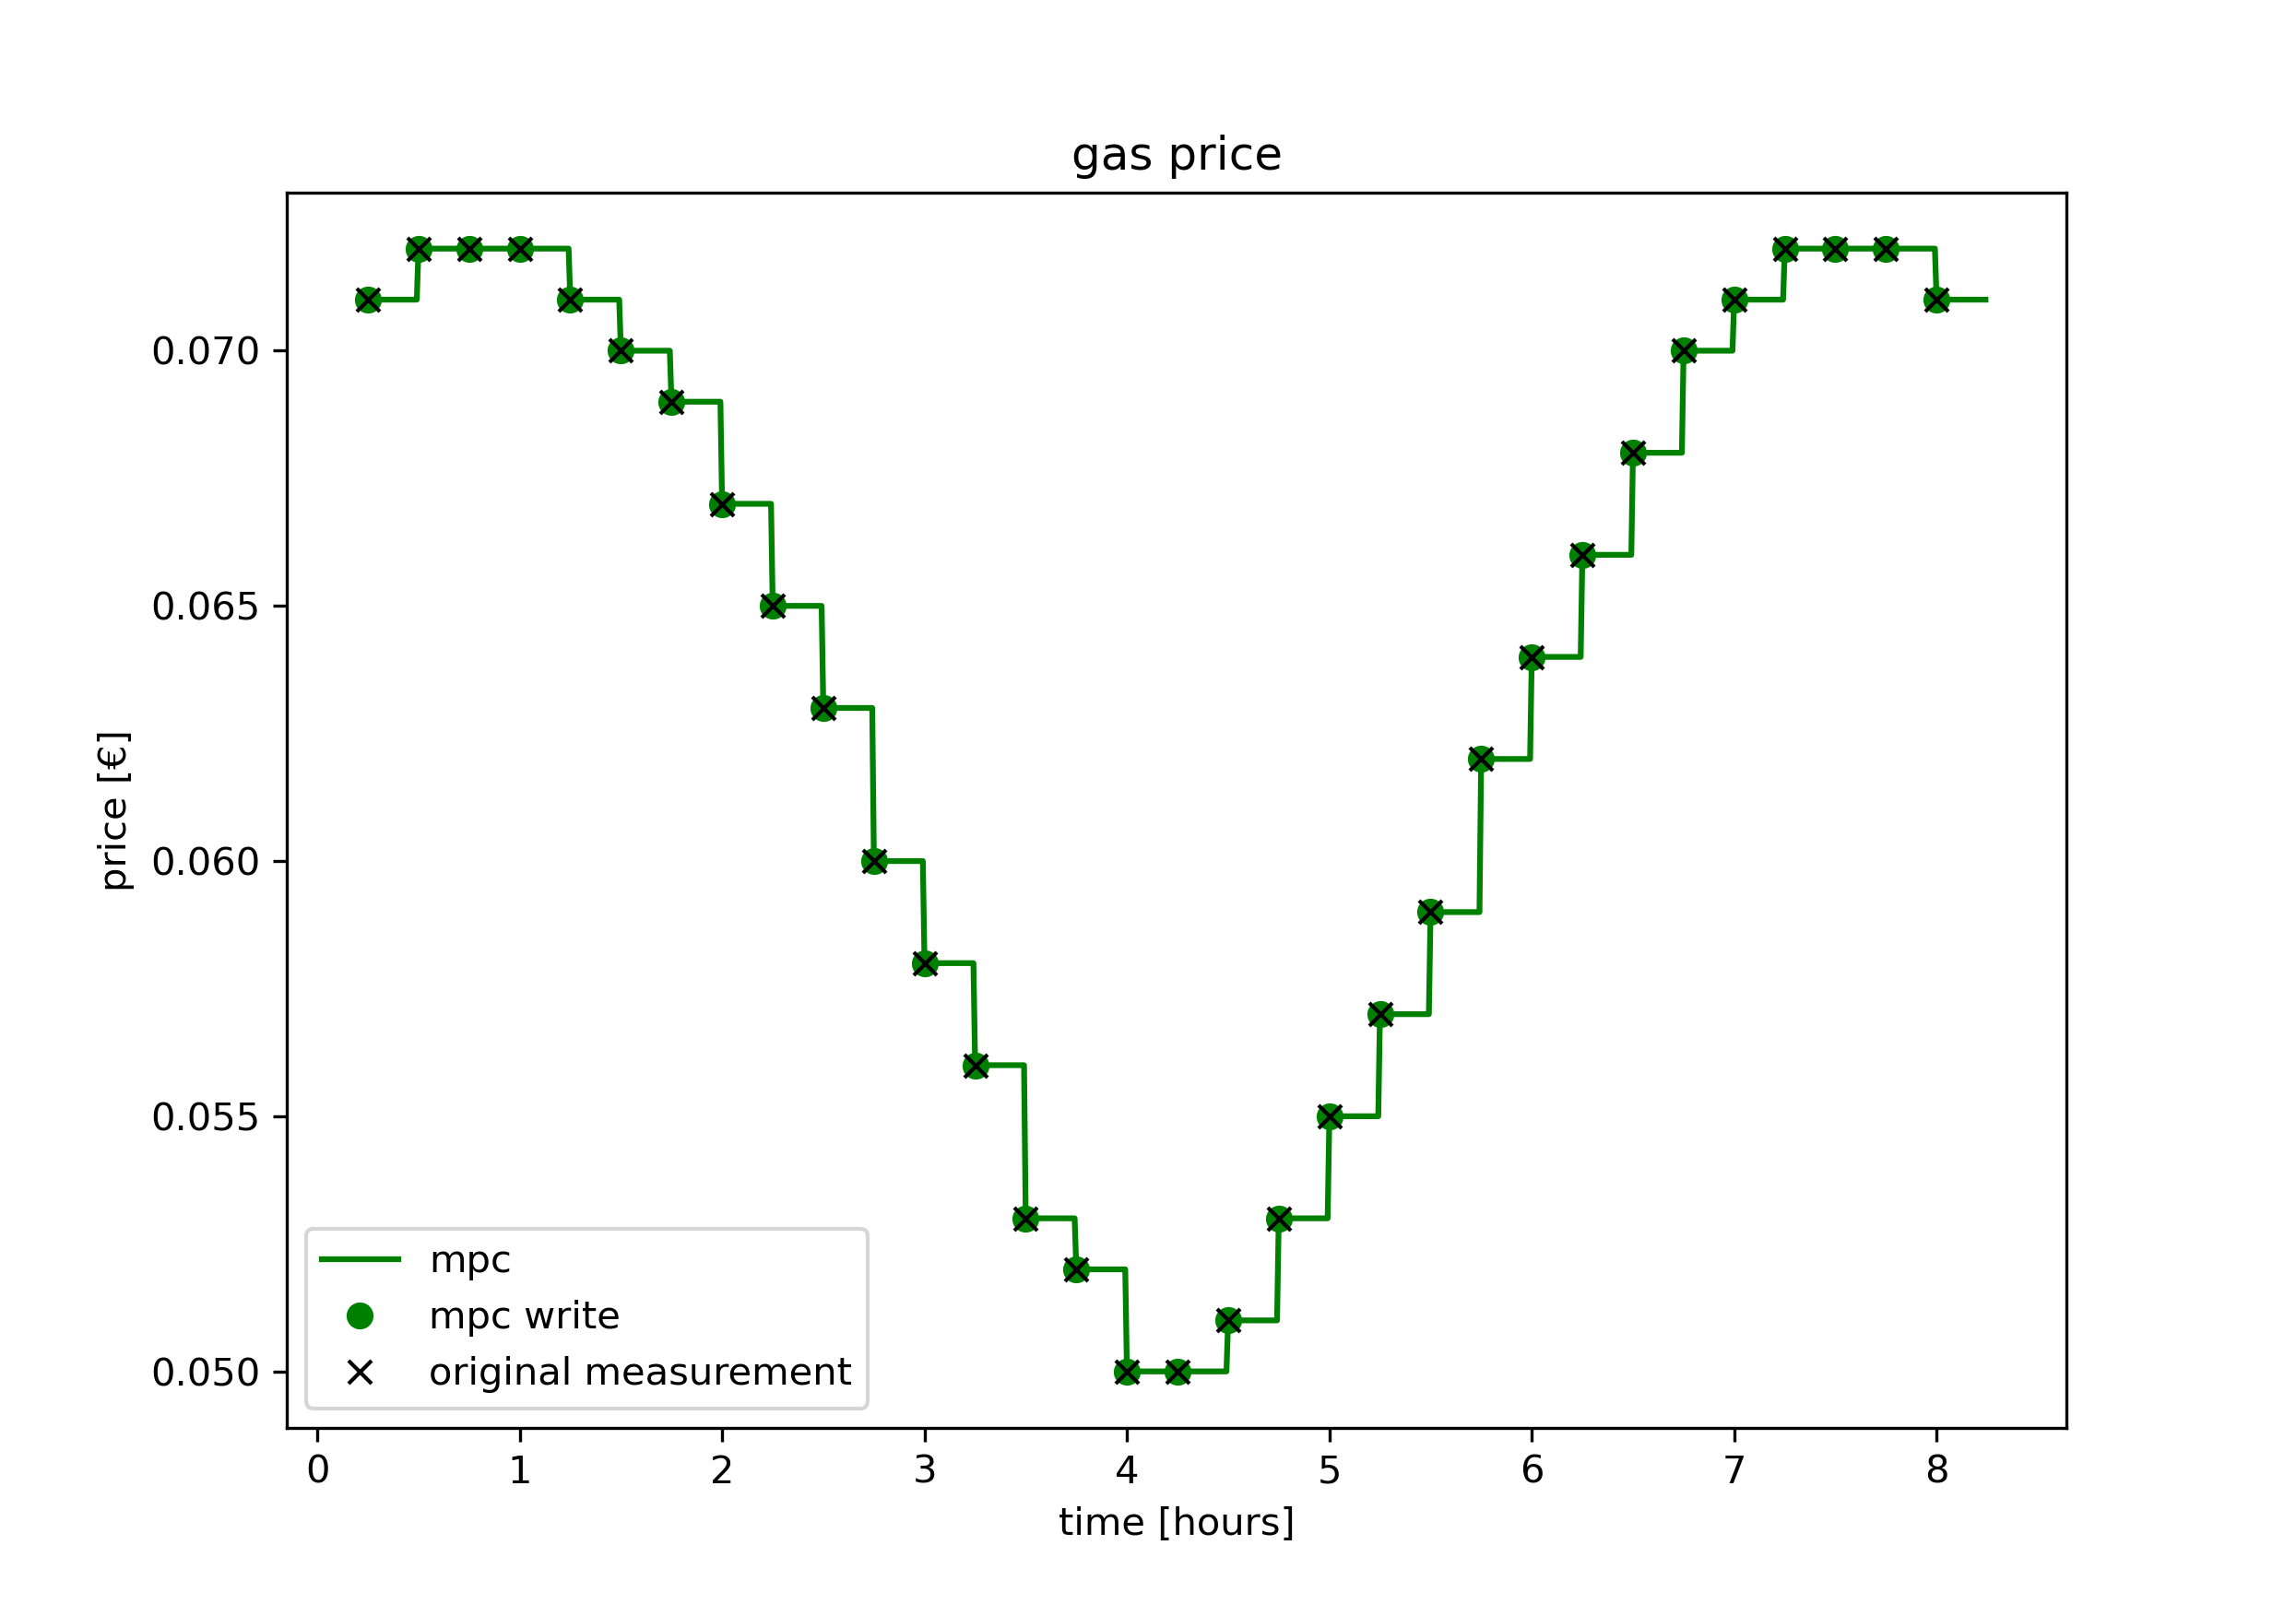 gas price
0.070
0.065
0.060
0.055
0.050
price [€]
mpc
mpc write
original measurement
0 1 2 3 4 5 6 7 8
time [hours]